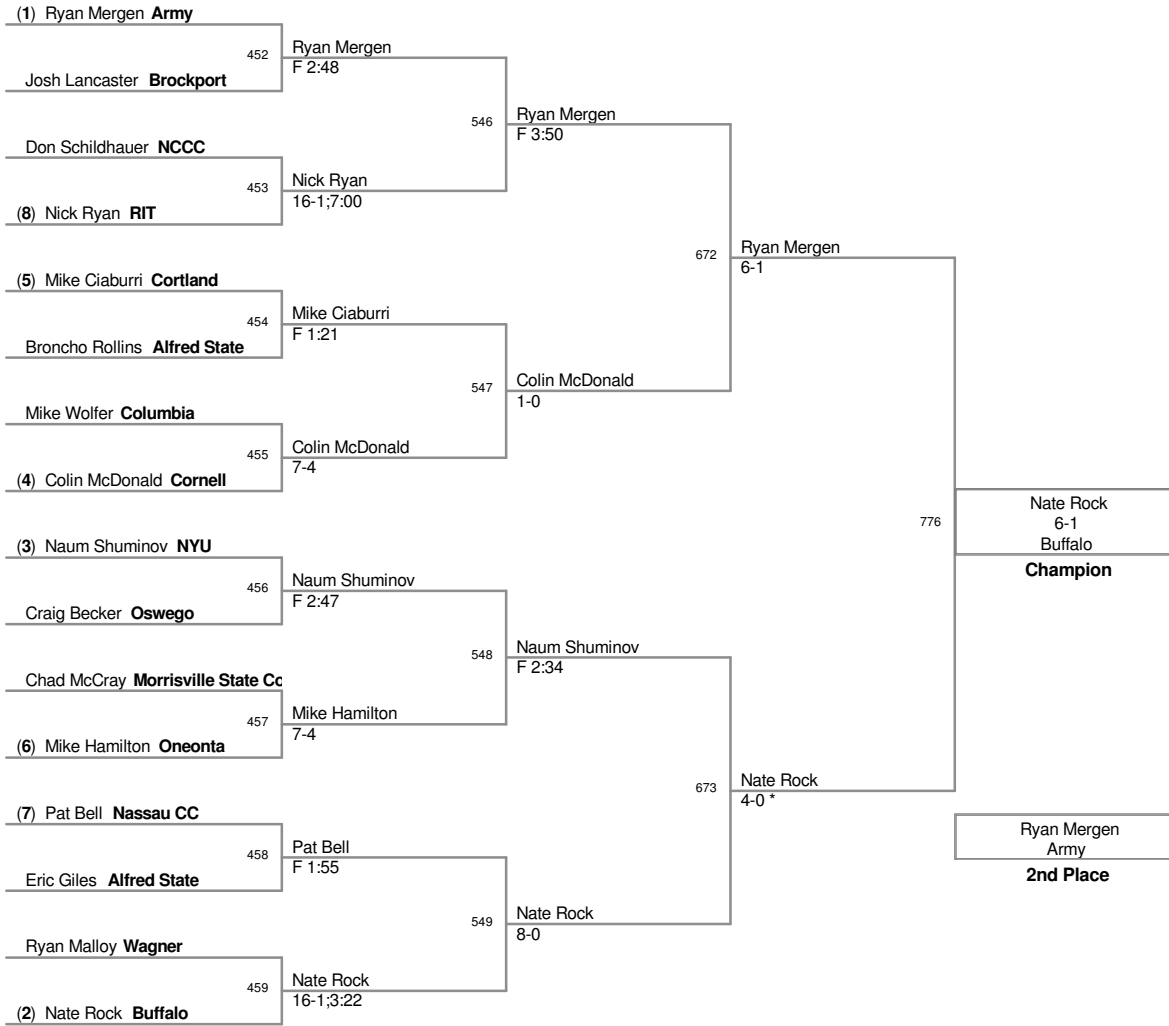 (1) Ryan Mergen Army
452
Josh Lancaster Brockport
Ryan Mergen
F 2:48
Don Schildhauer NCCC
453
(8) Nick Ryan RIT
Nick Ryan
16-1;7:00
546
Ryan Mergen
F 3:50
(5) Mike Ciaburri Cortland
454
Broncho Rollins Alfred State
Mike Ciaburri
F 1:21
Mike Wolfer Columbia
455
(4) Colin McDonald Cornell
Colin McDonald
7-4
547
Colin McDonald
1-0
672
Ryan Mergen
6-1
(3) Naum Shuminov NYU
456
Craig Becker Oswego
Naum Shuminov
F 2:47
Chad McCray Morrisville State Co
457
(6) Mike Hamilton Oneonta
Mike Hamilton
7-4
548
Naum Shuminov
F 2:34
(7) Pat Bell Nassau CC
458
Eric Giles Alfred State
Pat Bell
F 1:55
Ryan Malloy Wagner
459
(2) Nate Rock Buffalo
Nate Rock
16-1;3:22
549
Nate Rock
8-0
673
Nate Rock
4-0 *
776
Nate Rock
6-1
Buffalo
Champion
Ryan Mergen
Army
2nd Place